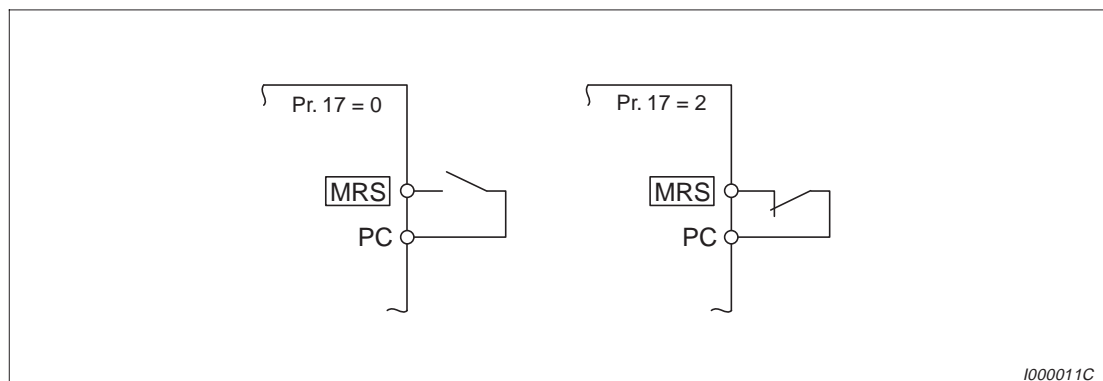 Pr. 17 = 0
MRS
PC
Pr. 17 = 2
MRS
PC
I000011C